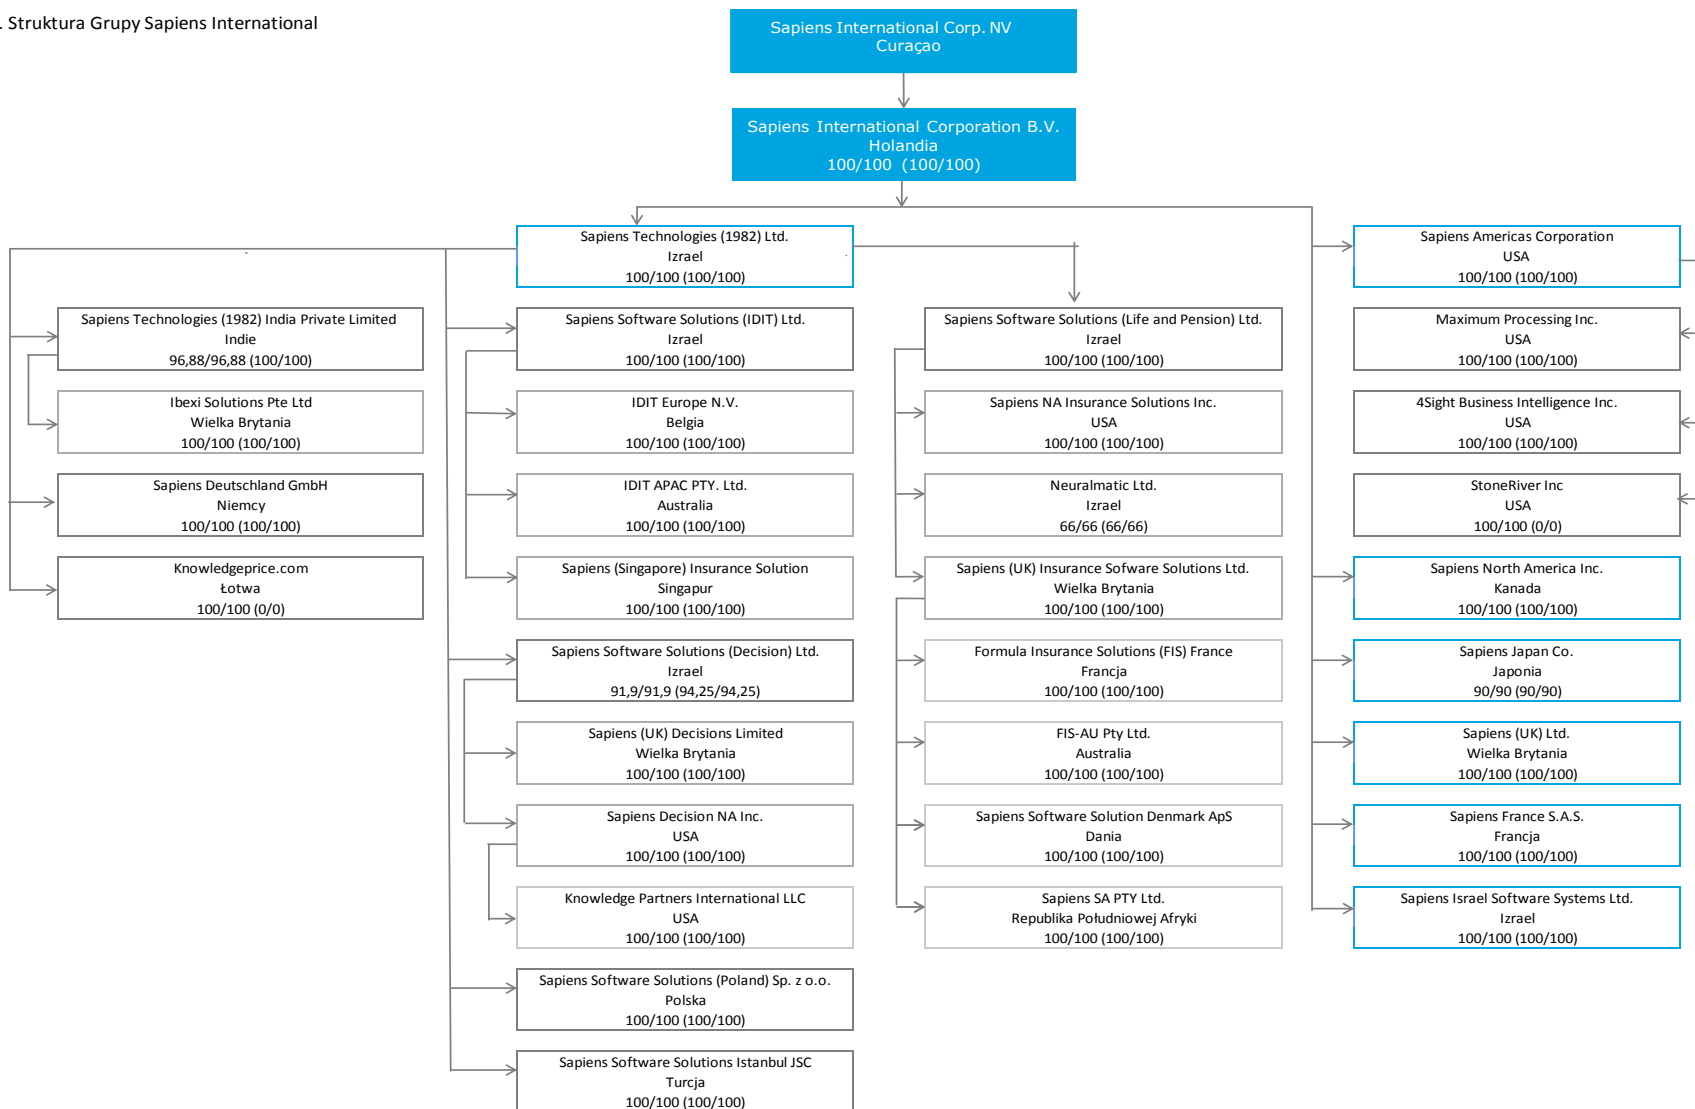 . Struktura Grupy Sapiens International
Sapiens International Corp. NV
Curaçao
Sapiens International Corporation B.V.
Holandia
100/100 (100/100)
Sapiens Technologies (1982) Ltd.
Izrael
100/100 (100/100)
Sapiens Technologies (1982) India Private Limited
Indie
96,88/96,88 (100/100)
Ibexi Solutions Pte Ltd
Wielka Brytania
100/100 (100/100)
Sapiens Deutschland GmbH
Niemcy
100/100 (100/100)
Knowledgeprice.com
Łotwa
100/100 (0/0)
Sapiens Software Solutions (IDIT) Ltd.
Izrael
100/100 (100/100)
IDIT Europe N.V.
Belgia
100/100 (100/100)
IDIT APAC PTY. Ltd.
Australia
100/100 (100/100)
Sapiens (Singapore) Insurance Solution
Singapur
100/100 (100/100)
Sapiens Software Solutions (Decision) Ltd.
Izrael
91,9/91,9 (94,25/94,25)
Sapiens (UK) Decisions Limited
Wielka Brytania
100/100 (100/100)
Sapiens Decision NA Inc.
USA
100/100 (100/100)
Knowledge Partners International LLC
USA
100/100 (100/100)
Sapiens Software Solutions (Poland) Sp. z o.o.
Polska
100/100 (100/100)
Sapiens Software Solutions Istanbul JSC
Turcja
100/100 (100/100)
Sapiens Software Solutions (Life and Pension) Ltd.
Izrael
100/100 (100/100)
Sapiens NA Insurance Solutions Inc.
USA
100/100 (100/100)
Neuralmatic Ltd.
Izrael
66/66 (66/66)
Sapiens (UK) Insurance Sofware Solutions Ltd.
Wielka Brytania
100/100 (100/100)
Formula Insurance Solutions (FIS) France
Francja
100/100 (100/100)
FIS-AU Pty Ltd.
Australia
100/100 (100/100)
Sapiens Software Solution Denmark ApS
Dania
100/100 (100/100)
Sapiens SA PTY Ltd.
Republika Południowej Afryki
100/100 (100/100)
Sapiens Americas Corporation
USA
100/100 (100/100)
Maximum Processing Inc.
USA
100/100 (100/100)
4Sight Business Intelligence Inc.
USA
100/100 (100/100)
StoneRiver Inc
USA
100/100 (0/0)
Sapiens North America Inc.
Kanada
100/100 (100/100)
Sapiens Japan Co.
Japonia
90/90 (90/90)
Sapiens (UK) Ltd.
Wielka Brytania
100/100 (100/100)
Sapiens France S.A.S.
Francja
100/100 (100/100)
Sapiens Israel Software Systems Ltd.
Izrael
100/100 (100/100)